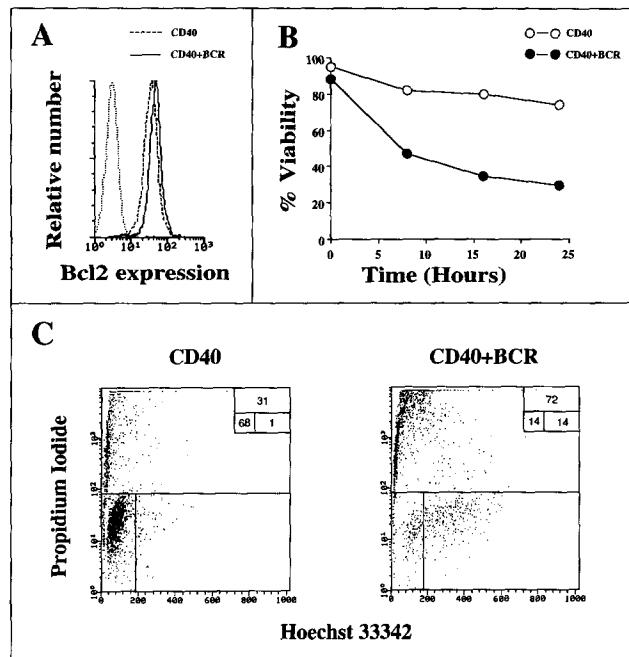 A
CD40
CD40+BCR
Relative number
10⁰ 10¹ 10² 10³
Bcl2 expression
B
CD40
CD40+BCR
% Viability
100
80
60
40
20
0
0 5 10 15 20 25
Time (Hours)
C
CD40
CD40+BCR
Propidium Iodide
10³
10²
10¹
10⁰
31
68 1
0 200 400 600 800 1000
10³
10²
10¹
10⁰
72
14 14
0 200 400 600 800 1000
Hoechst 33342